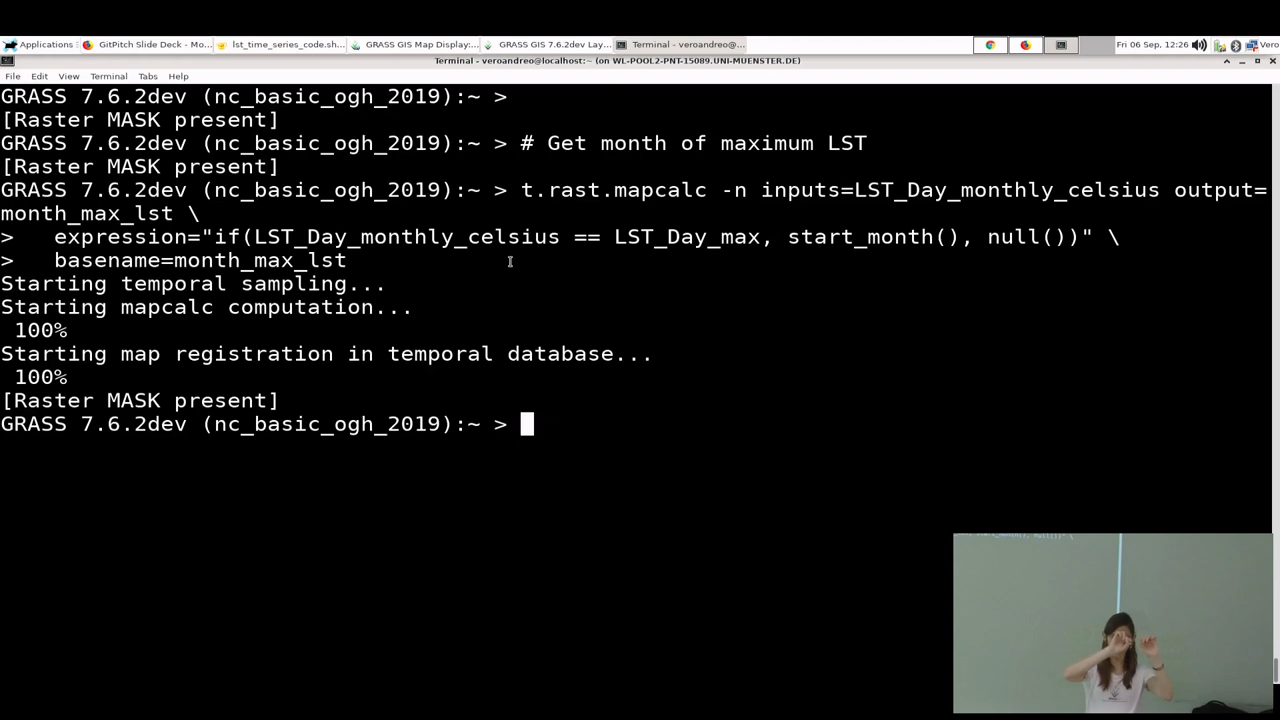 Applications GitPitch Slide Deck - Mo... lst_time_series_code.sh... GRASS GIS Map Display:... GRASS GIS 7.6.2dev Lay... Terminal - veroandreo@... Fri 06 Sep, 12:26 Vero
Terminal - veroandreo@localhost:~ (on WL-POOL2-PNT-15089.UNI-MUENSTER.DE)
File Edit View Terminal Tabs Help
GRASS 7.6.2dev (nc_basic_ogh_2019):~ >
[Raster MASK present]
GRASS 7.6.2dev (nc_basic_ogh_2019):~ > # Get month of maximum LST
[Raster MASK present]
GRASS 7.6.2dev (nc_basic_ogh_2019):~ > t.rast.mapcalc -n inputs=LST_Day_monthly_celsius output=
month_max_lst \
>   expression="if(LST_Day_monthly_celsius == LST_Day_max, start_month(), null())" \
>   basename=month_max_lst
Starting temporal sampling...
Starting mapcalc computation...
100%
Starting map registration in temporal database...
100%
[Raster MASK present]
GRASS 7.6.2dev (nc_basic_ogh_2019):~ >